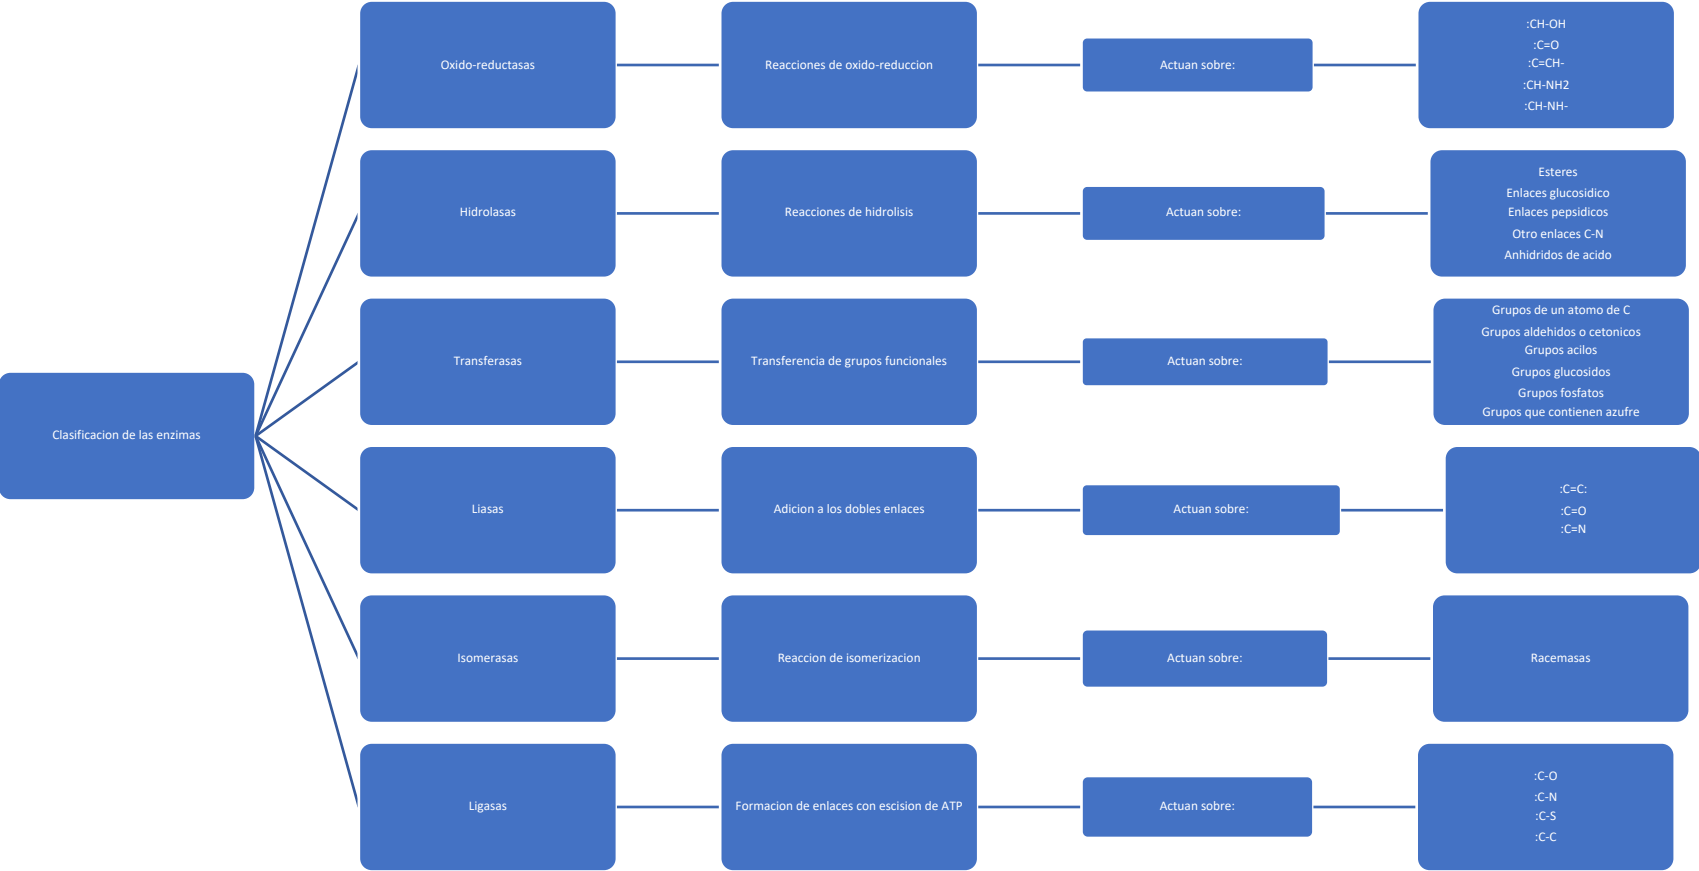 Clasificacion de las enzimas
Oxido-reductasas
Reacciones de oxido-reduccion
Actuan sobre:
:CH-OH
:C=O
:C=CH-
:CH-NH2
:CH-NH-
Hidrolasas
Reacciones de hidrolisis
Actuan sobre:
Esteres
Enlaces glucosidico
Enlaces pepsidicos
Otro enlaces C-N
Anhidridos de acido
Transferasas
Transferencia de grupos funcionales
Actuan sobre:
Grupos de un atomo de C
Grupos aldehidos o cetonicos
Grupos acilos
Grupos glucosidos
Grupos fosfatos
Grupos que contienen azufre
Liasas
Adicion a los dobles enlaces
Actuan sobre:
:C=C:
:C=O
:C=N
Isomerasas
Reaccion de isomerizacion
Actuan sobre:
Racemasas
Ligasas
Formacion de enlaces con escision de ATP
Actuan sobre:
:C-O
:C-N
:C-S
:C-C